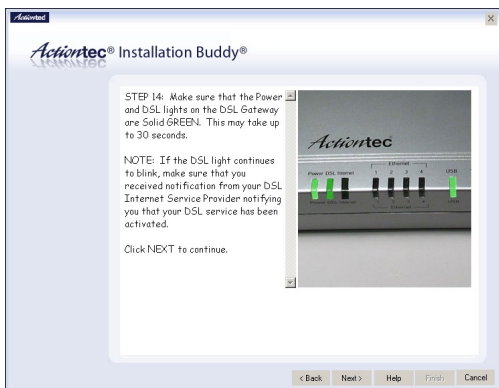 Actiontec
Actiontec® Installation Buddy®
STEP 14: Make sure that the Power
and DSL lights on the DSL Gateway
are Solid GREEN. This may take up
to 30 seconds.
NOTE: If the DSL light continues
to blink, make sure that you
received notification from your DSL
Internet Service Provider notifying
you that your DSL service has been
activated.
Click NEXT to continue.
Actiontec
Ethernet
Power DSL Internet 1 2 3 4 USB
< Back Next > Help Finish Cancel